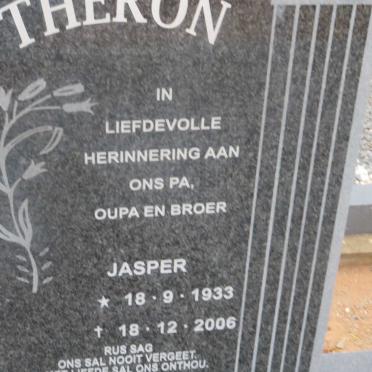 THERON
IN
LIEFDEVOLLE
HERINNERING AAN
ONS PA,
OUPA EN BROER
JASPER
★ 18 · 9 · 1933
✝ 18 · 12 · 2006
RUS SAG
ONS SAL NOOIT VERGEET.
LIEFDE SAL ONS ONTHOU.